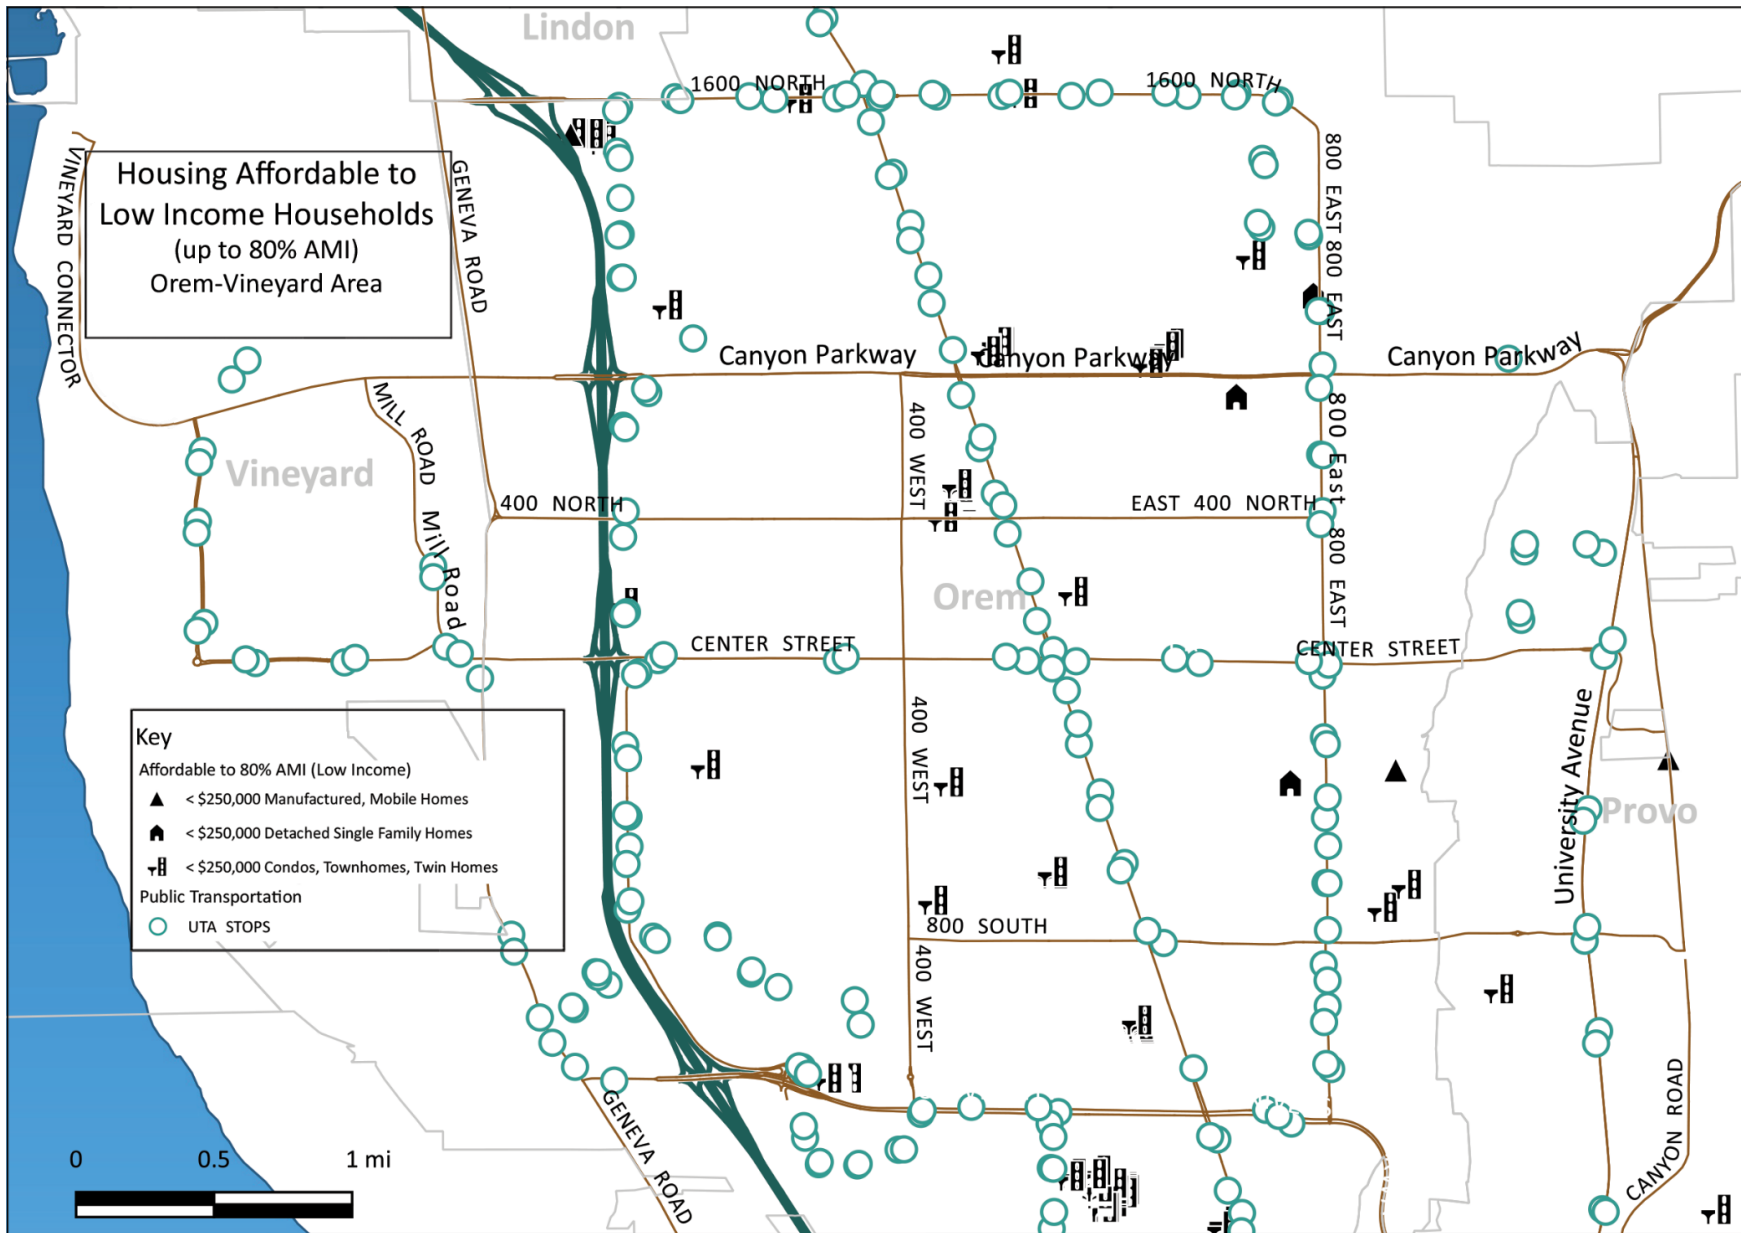 Lindon
1600 NORTH
1600 NORTH
VINEYARD CONNECTOR
Housing Affordable to
Low Income Households
(up to 80% AMI)
Orem-Vineyard Area
GENEVA ROAD
800 EAST
800 EAST
Canyon Parkway
Canyon Parkway
Canyon Parkway
MILL ROAD
Mill Road
Vineyard
400 WEST
800 East
400 NORTH
EAST 400 NORTH
800 EAST
Orem
CENTER STREET
CENTER STREET
400 WEST
University Avenue
Provo
Key
Affordable to 80% AMI (Low Income)
< $250,000 Manufactured, Mobile Homes
< $250,000 Detached Single Family Homes
< $250,000 Condos, Townhomes, Twin Homes
Public Transportation
UTA STOPS
800 SOUTH
400 WEST
GENEVA ROAD
CANYON ROAD
0 0.5 1 mi